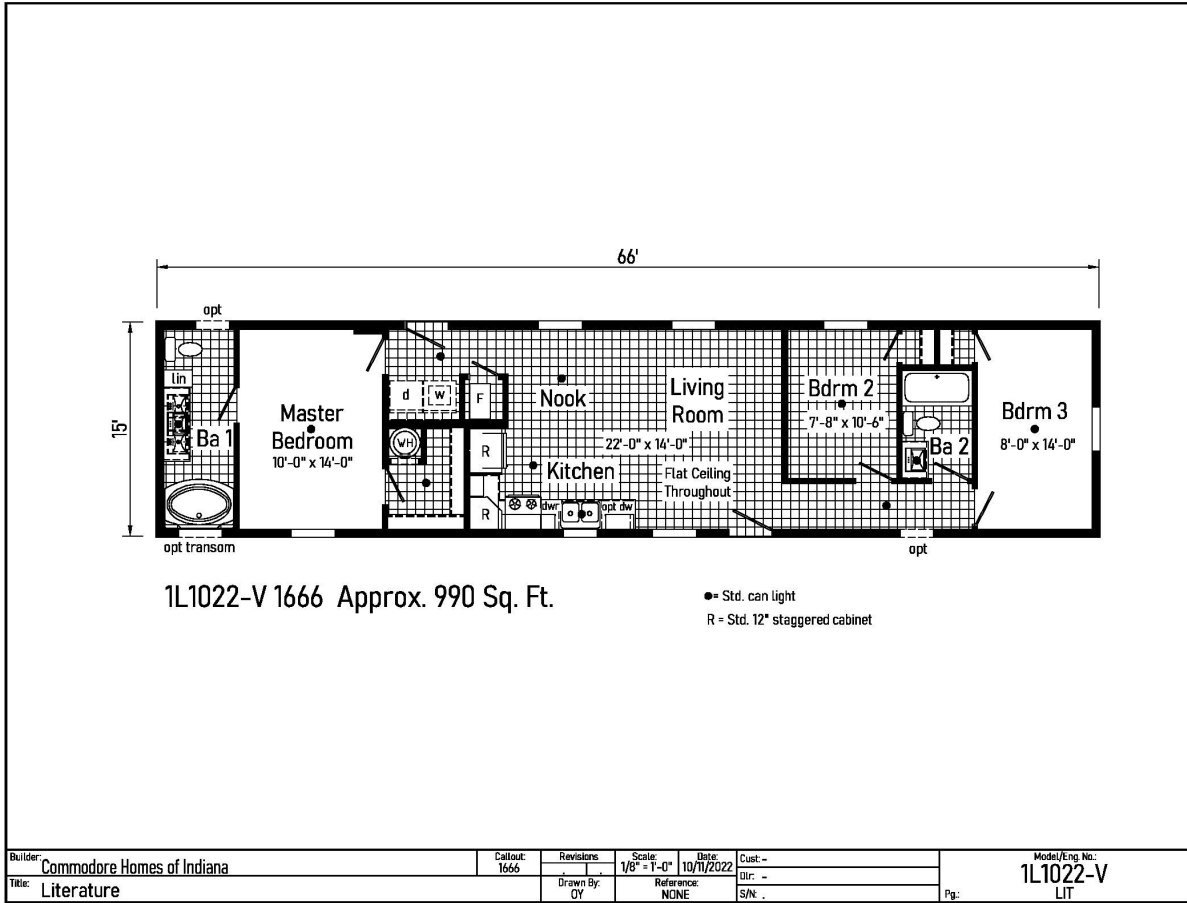 66'
opt
15'
lin
Ba 1
Master
Bedroom
10'-0" x 14'-0"
d
w
F
WH
R
R
Nook
Kitchen
dwr
opt dw
Living
Room
22'-0" x 14'-0"
Flat Ceiling
Throughout
Bdrm 2
7'-8" x 10'-6"
Ba 2
Bdrm 3
8'-0" x 14'-0"
opt transom
opt
1L1022-V 1666 Approx. 990 Sq. Ft.
●= Std. can light
R = Std. 12" staggered cabinet
Builder: Commodore Homes of Indiana
Title: Literature
Callout:
1666
Revisions
Scale:
1/8" = 1'-0"
Date:
10/11/2022
Drawn By:
OY
Reference:
NONE
Cust: -
Dlr: -
S/N: .
Model/Eng. No.:
1L1022-V
Pg.: LIT